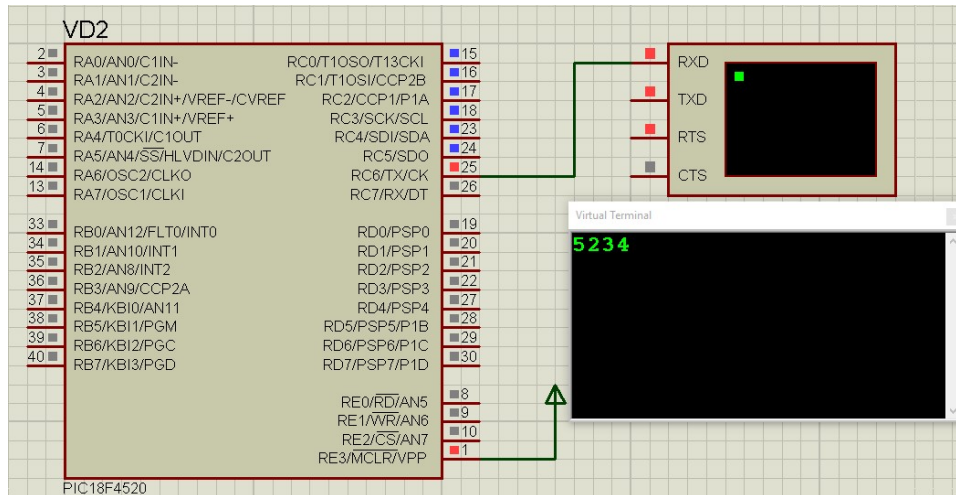 VD2
2 RA0/AN0/C1IN- RC0/T1OSO/T13CKI 15
3 RA1/AN1/C2IN- RC1/T1OSI/CCP2B 16
4 RA2/AN2/C2IN+/VREF-/CVREF RC2/CCP1/P1A 17
5 RA3/AN3/C1IN+/VREF+ RC3/SCK/SCL 18
6 RA4/T0CKI/C1OUT RC4/SDI/SDA 23
7 RA5/AN4/SS/HLVDIN/C2OUT RC5/SDO 24
14 RA6/OSC2/CLKO RC6/TX/CK 25
13 RA7/OSC1/CLKI RC7/RX/DT 26
33 RB0/AN12/FLT0/INT0 RD0/PSP0 19
34 RB1/AN10/INT1 RD1/PSP1 20
35 RB2/AN8/INT2 RD2/PSP2 21
36 RB3/AN9/CCP2A RD3/PSP3 22
37 RB4/KBI0/AN11 RD4/PSP4 27
38 RB5/KBI1/PGM RD5/PSP5/P1B 28
39 RB6/KBI2/PGC RD6/PSP6/P1C 29
40 RB7/KBI3/PGD RD7/PSP7/P1D 30
RE0/RD/AN5 8
RE1/WR/AN6 9
RE2/CS/AN7 10
RE3/MCLR/VPP 1
PIC18F4520
RXD
TXD
RTS
CTS
Virtual Terminal
5234